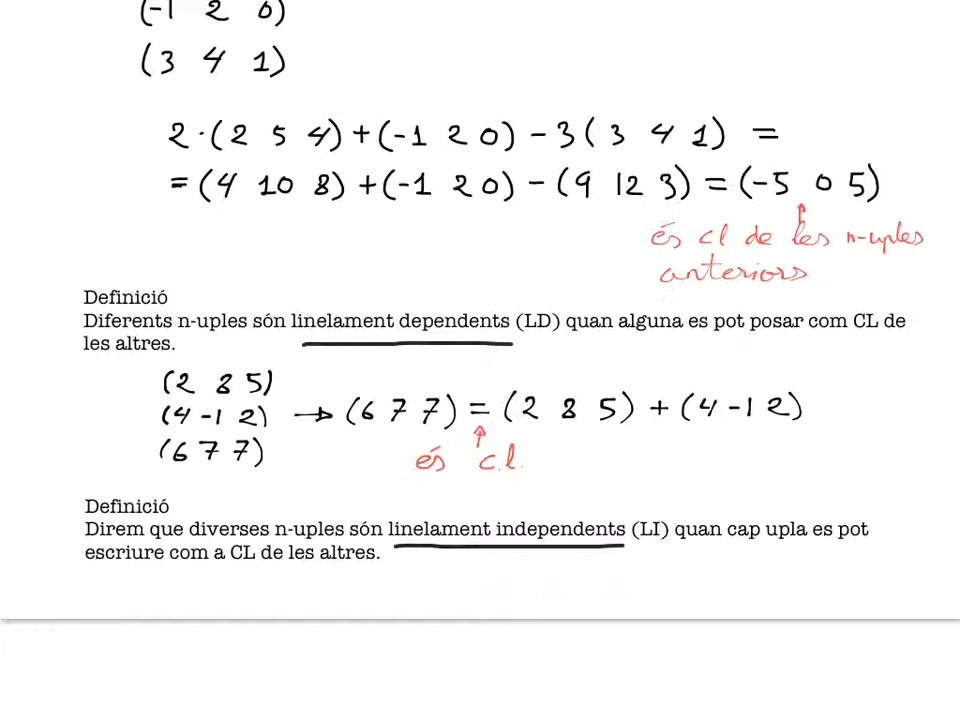 (-1 2 0)
(3 4 1)
2·(2 5 4)+(-1 2 0) - 3(3 4 1) =
= (4 10 8)+(-1 2 0) - (9 12 3) = (-5 0 5)
és cl de les n-uples
anteriors
Definició
Diferents n-uples són linelament dependents (LD) quan alguna es pot posar com CL de
les altres.
(2 8 5)
(4 -1 2) → (6 7 7) = (2 8 5) + (4 -1 2)
(6 7 7)
és c.l.
Definició
Direm que diverses n-uples són linelament independents (LI) quan cap upla es pot
escriure com a CL de les altres.